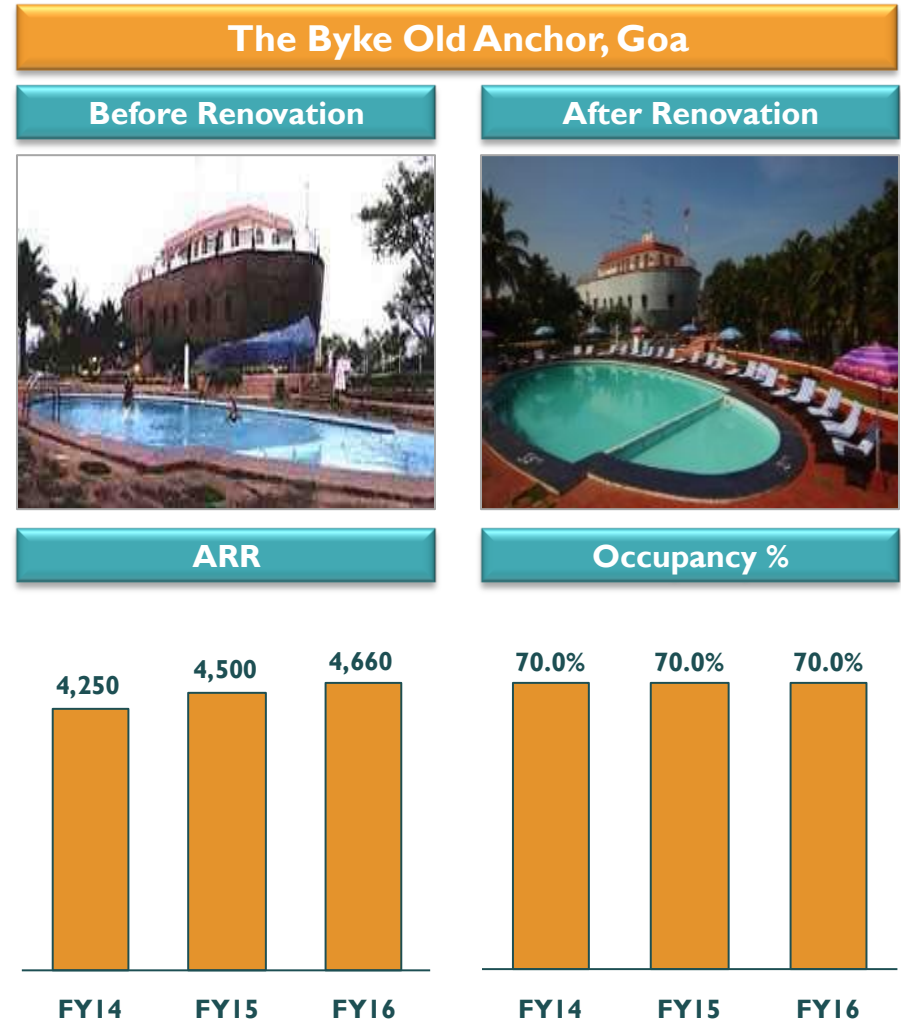 The Byke Old Anchor, Goa
Before Renovation
After Renovation
ARR
Occupancy %
4,250
4,500
4,660
FY14
FY15
FY16
70.0%
70.0%
70.0%
FY14
FY15
FY16